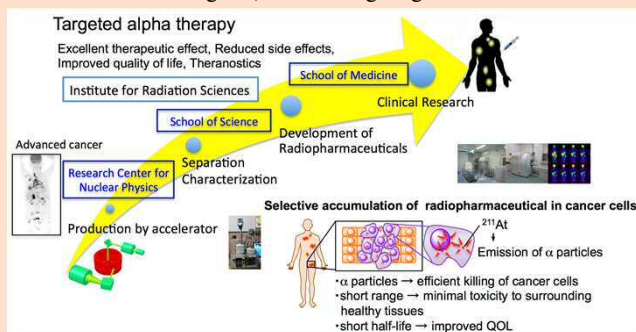 Targeted alpha therapy
Excellent therapeutic effect, Reduced side effects,
Improved quality of life, Theranostics
Institute for Radiation Sciences
School of Medicine
Clinical Research
School of Science
Development of
Radiopharmaceuticals
Advanced cancer
Separation
Characterization
Research Center for
Nuclear Physics
Production by accelerator
Selective accumulation of radiopharmaceutical in cancer cells
²¹¹At
Emission of α particles
•α particles → efficient killing of cancer cells
•short range → minimal toxicity to surrounding
healthy tissues
•short half-life → improved QOL